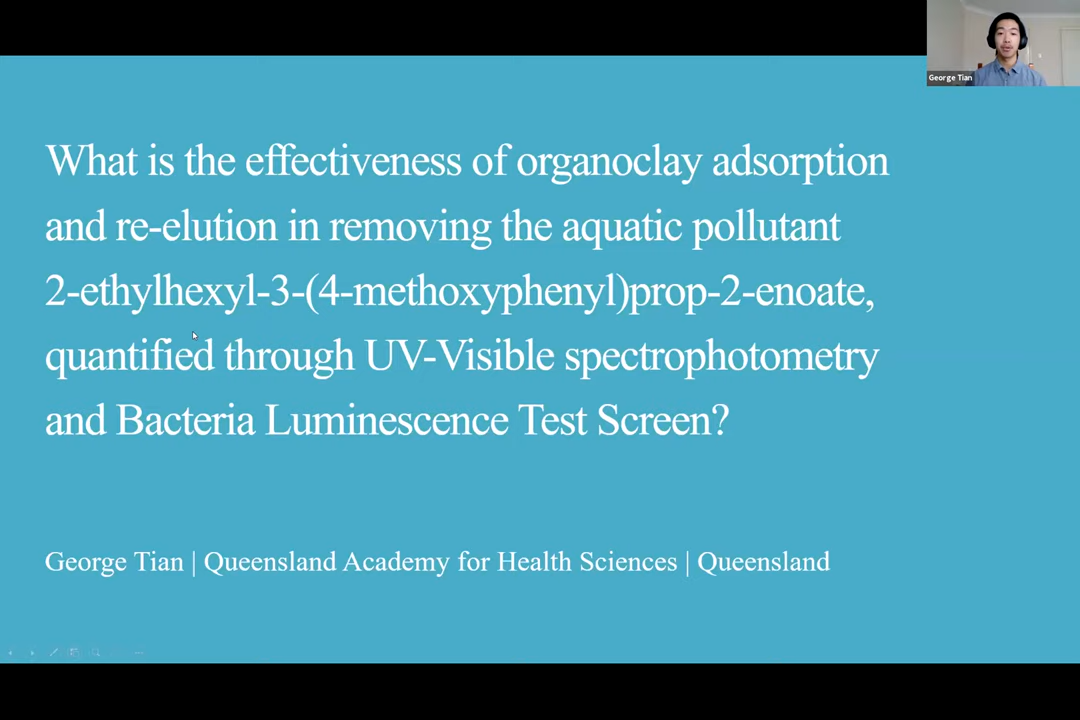 George Tian
What is the effectiveness of organoclay adsorption
and re-elution in removing the aquatic pollutant
2-ethylhexyl-3-(4-methoxyphenyl)prop-2-enoate,
quantified through UV-Visible spectrophotometry
and Bacteria Luminescence Test Screen?
George Tian | Queensland Academy for Health Sciences | Queensland